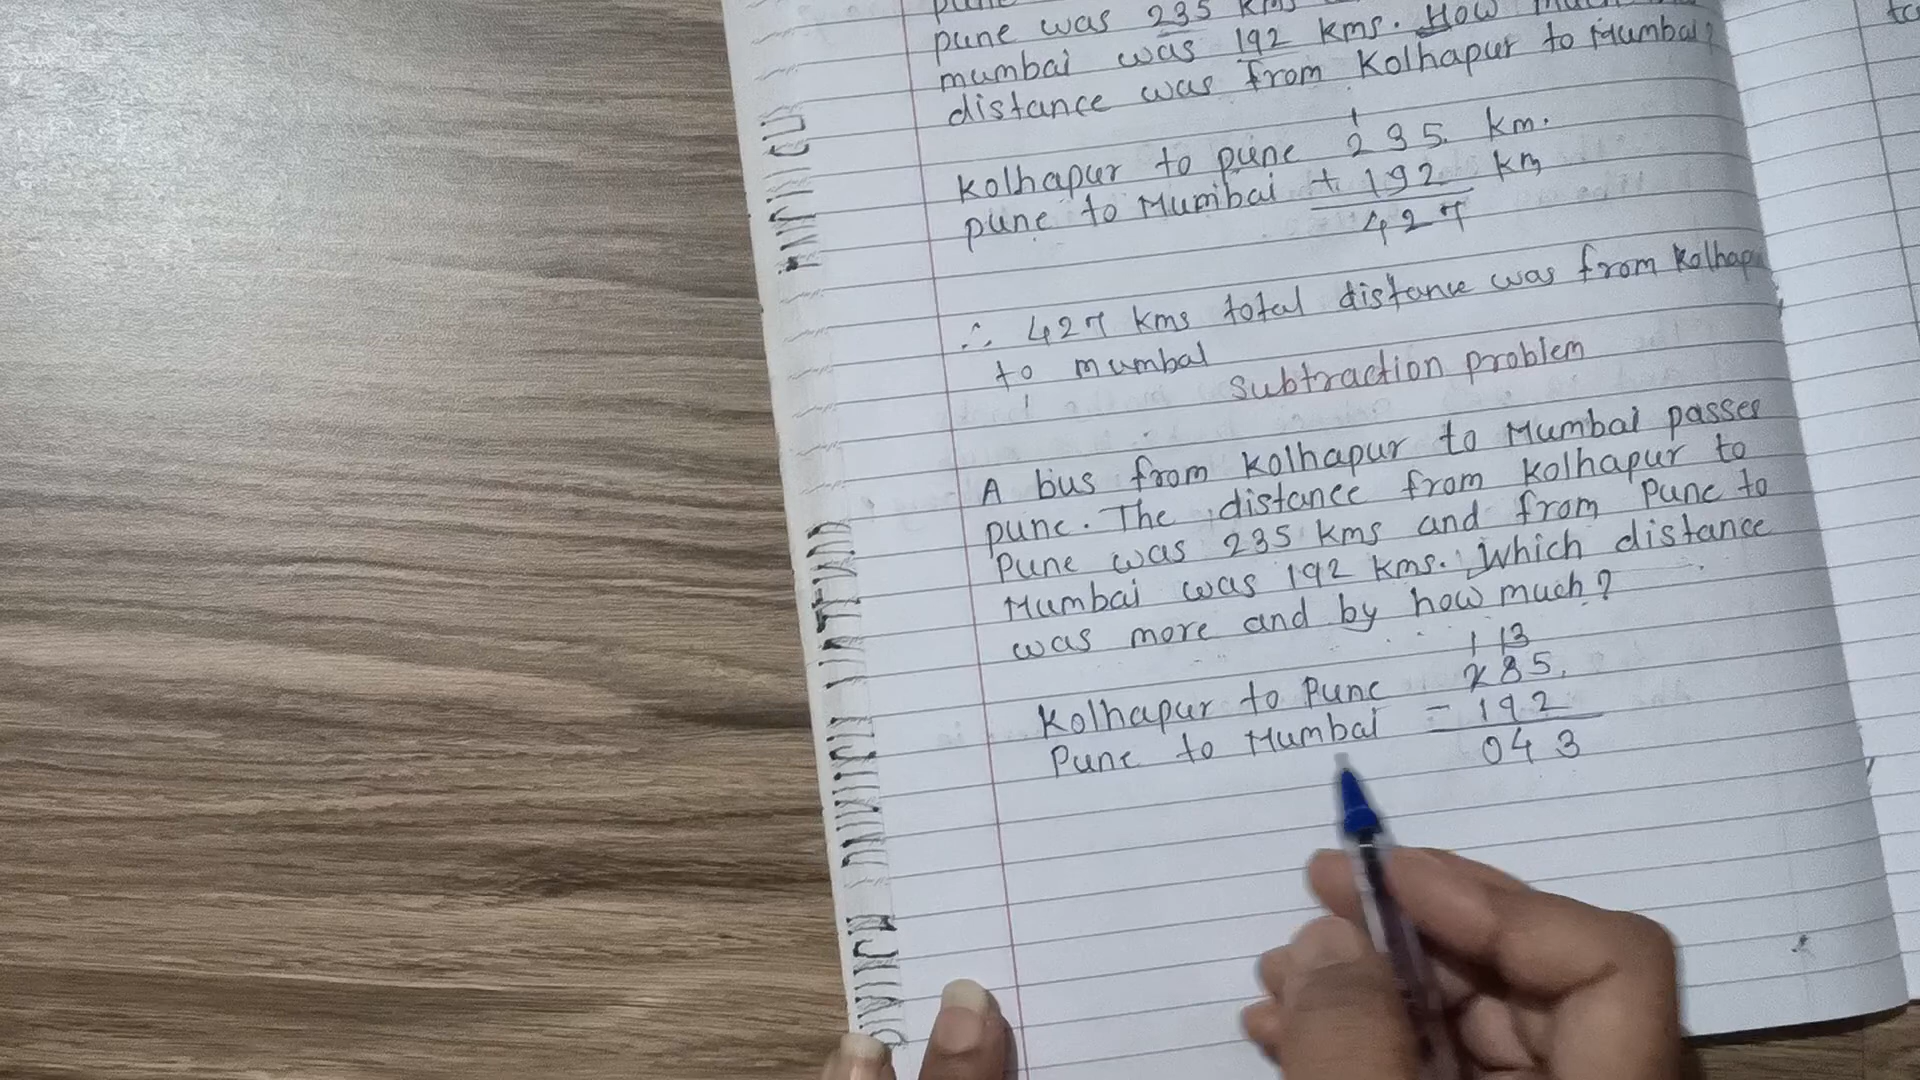 pune was 235 kms
mumbai was 192 kms. How much
distance was from Kolhapur to Mumbai?
1
Kolhapur to pune 235. km.
pune to Mumbai + 192 km
427
∴ 427 kms total distance was from Kolhapu
to mumbai
subtraction problem
A bus from Kolhapur to Mumbai passes
pune. The distance from Kolhapur to
Pune was 235 kms and from Pune to
Mumbai was 192 kms. Which distance
was more and by how much?
1 13
Kolhapur to Pune 235.
Pune to Mumbai - 192
043